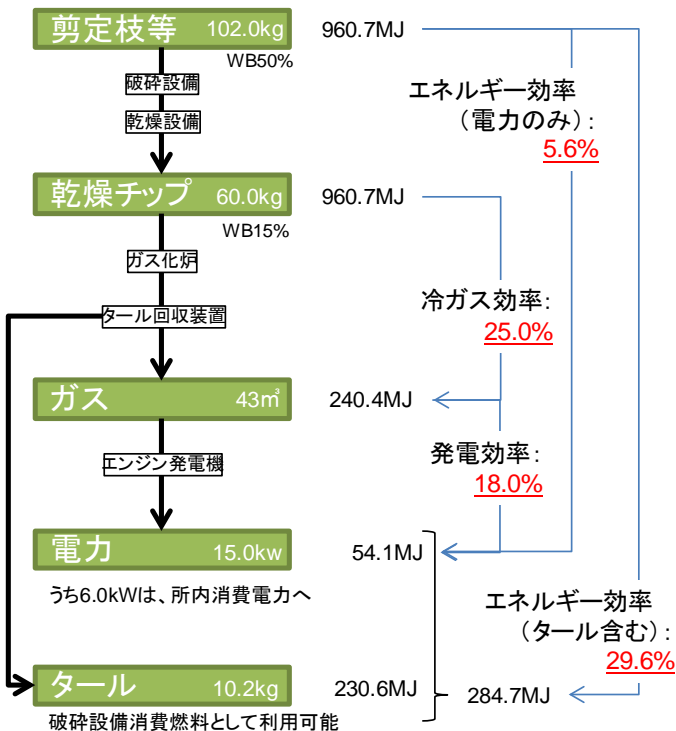 剪定枝等 102.0kg 960.7MJ
WB50%
破砕設備
乾燥設備
エネルギー効率
（電力のみ）:
5.6%
乾燥チップ 60.0kg 960.7MJ
WB15%
ガス化炉
タール回収装置
冷ガス効率:
25.0%
ガス 43㎥ 240.4MJ
エンジン発電機
発電効率:
18.0%
電力 15.0kw 54.1MJ
うち6.0kWは、所内消費電力へ
エネルギー効率
（タール含む）:
29.6%
タール 10.2kg 230.6MJ 284.7MJ
破砕設備消費燃料として利用可能